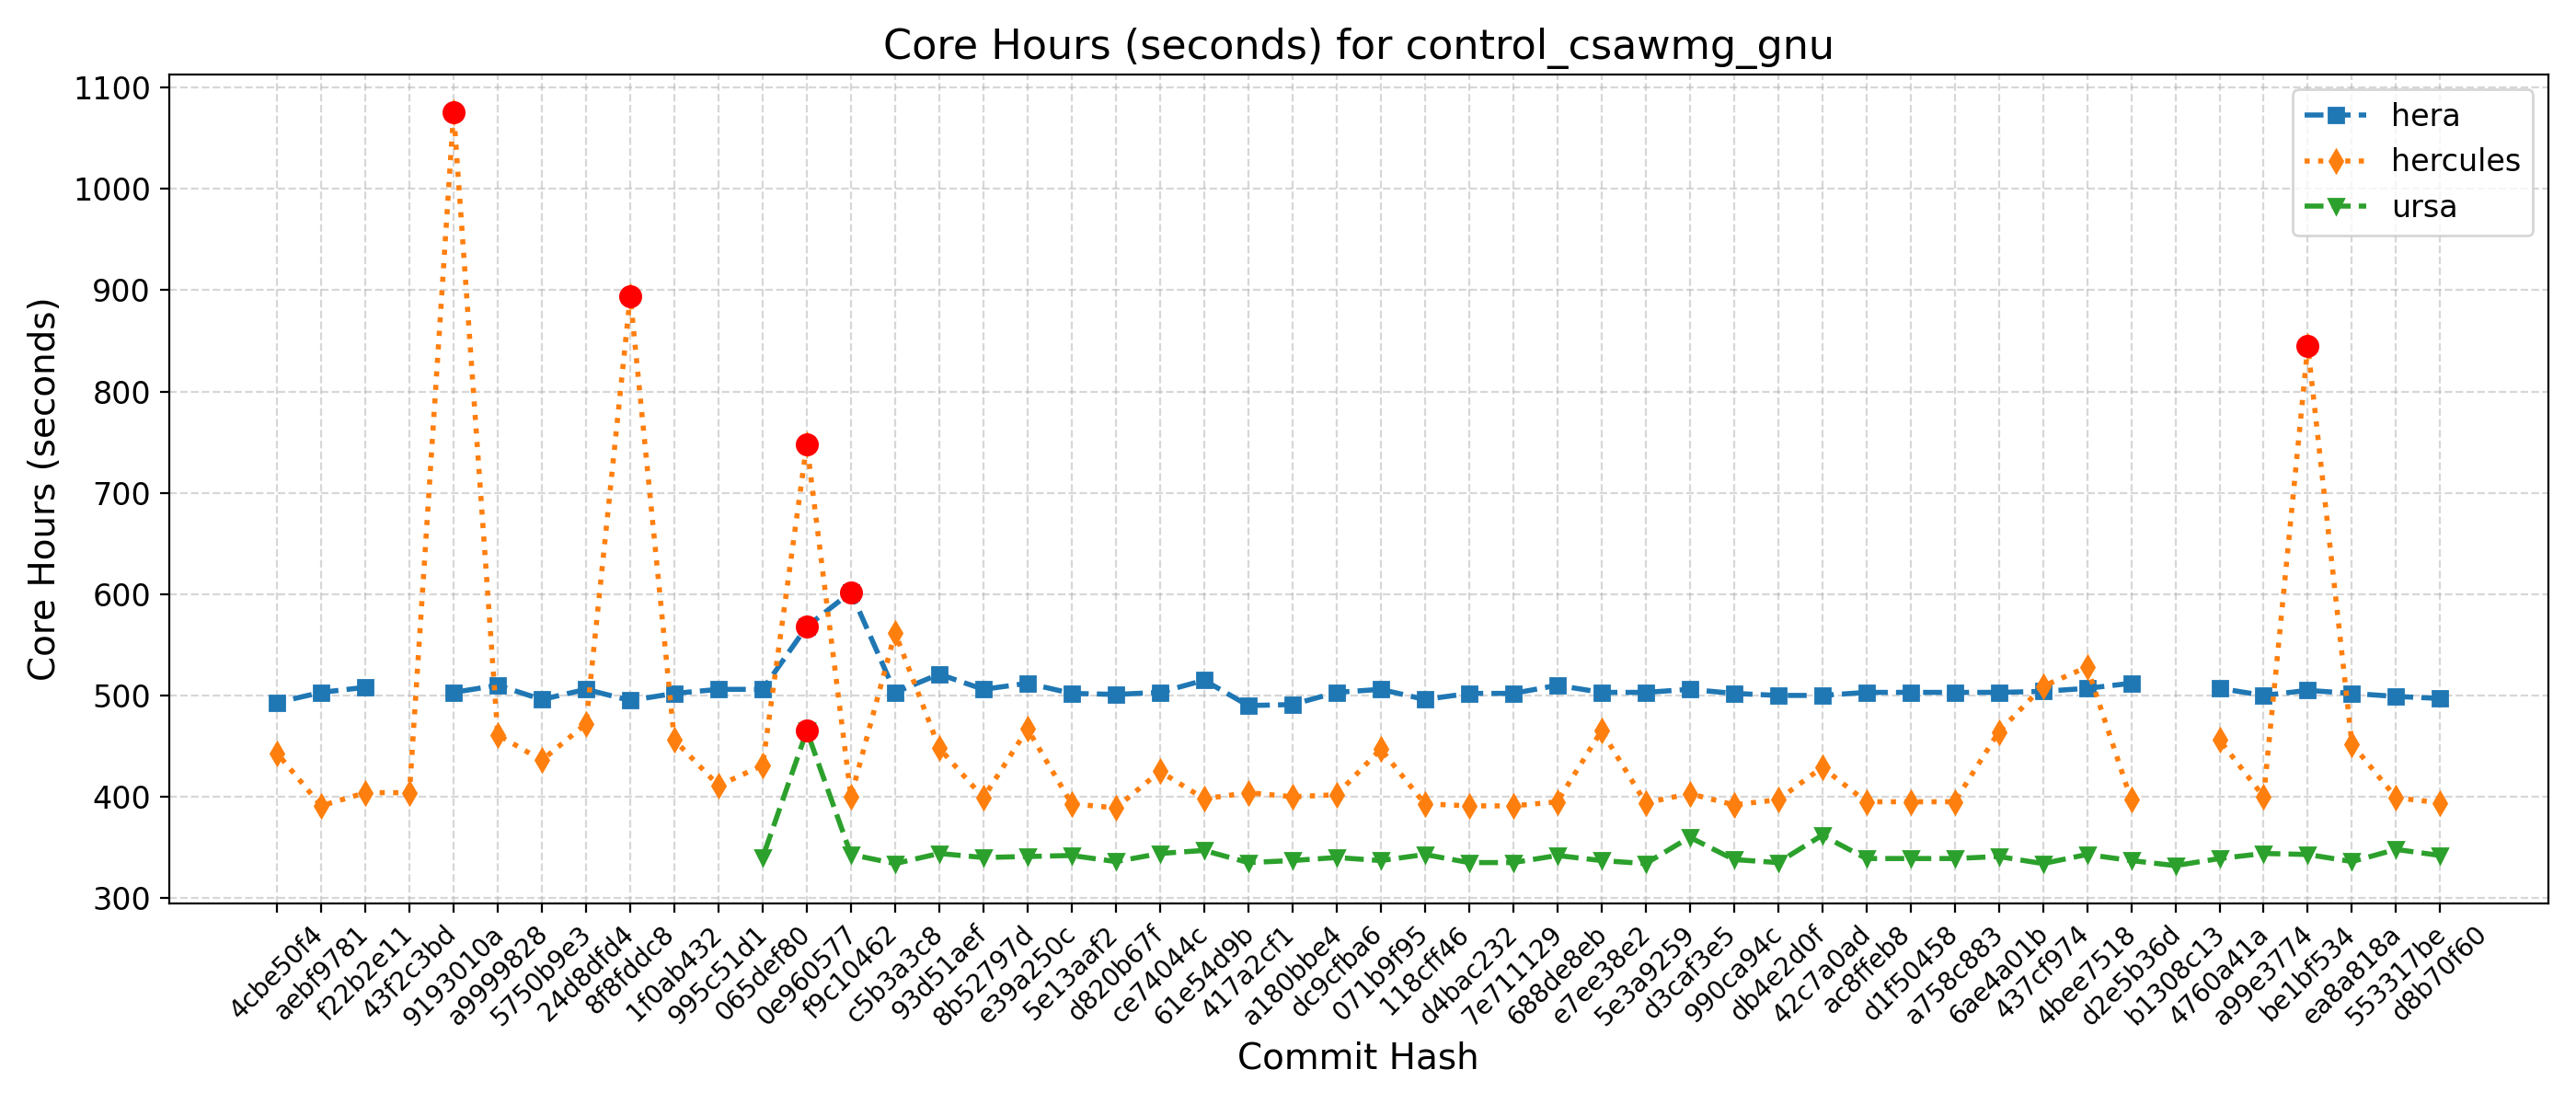 Core Hours (seconds) for control_csawmg_gnu
Core Hours (seconds)
1100
1000
900
800
700
600
500
400
300
hera
hercules
ursa
4cbe50f4
aebf9781
f22b2e11
43f2c3bd
9193010a
a9999828
5750b9e3
24d8dfd4
8f8fddc8
1f0ab432
995c51d1
065def80
0e960577
f9c10462
c5b3a3c8
93d51aef
8b52797d
e39a250c
5e13aaf2
d820b67f
ce74044c
61e54d9b
417a2cf1
a180bbe4
dc9cfba6
071b9f95
118cff46
d4bac232
7e711129
688de8eb
e7ee38e2
5e3a9259
d3caf3e5
990ca94c
db4e2d0f
42c7a0ad
ac8ffeb8
d1f50458
a758c883
6ae4a01b
437cf974
4bee7518
d2e5b36d
b1308c13
4760a41a
a99e3774
be1bf534
ea8a818a
553317be
d8b70f60
Commit Hash